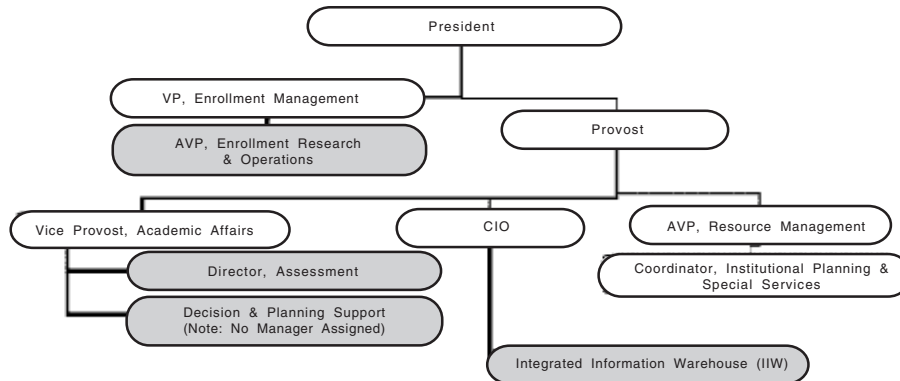 President
VP, Enrollment Management
AVP, Enrollment Research
& Operations
Provost
Vice Provost, Academic Affairs
CIO
AVP, Resource Management
Director, Assessment
Coordinator, Institutional Planning &
Special Services
Decision & Planning Support
(Note: No Manager Assigned)
Integrated Information Warehouse (IIW)